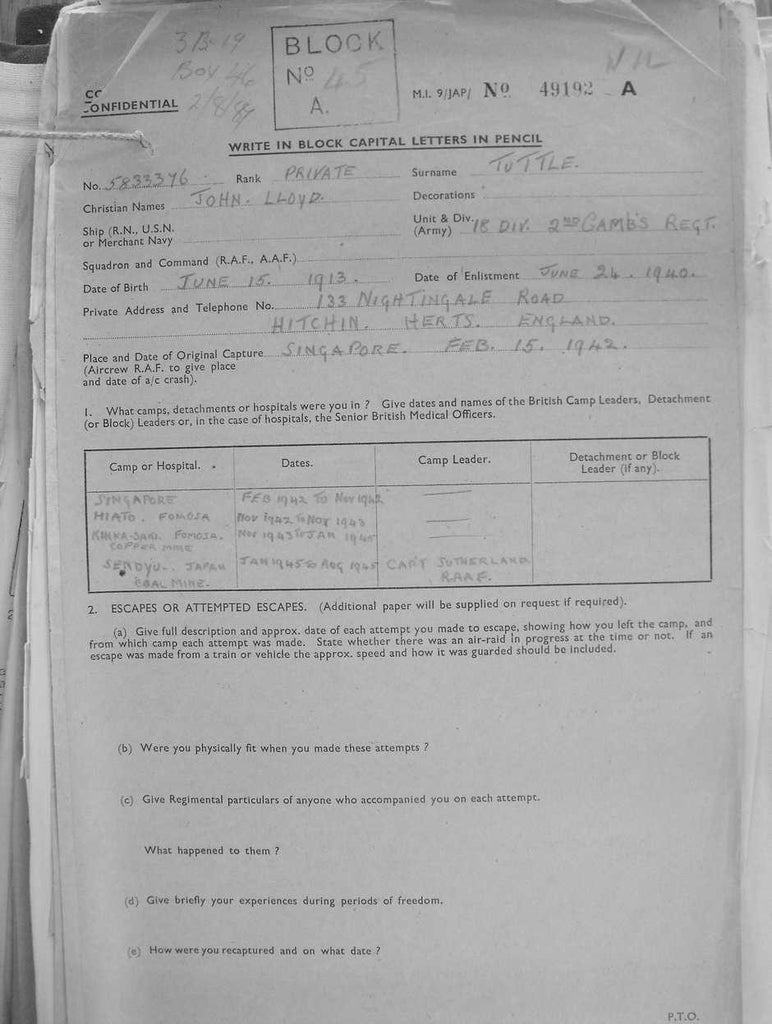 3B-19
Box 46
2/8/84
BLOCK
Nº 45
A.
NIL
CONFIDENTIAL
M.I. 9/JAP/ Nº 49192 A
WRITE IN BLOCK CAPITAL LETTERS IN PENCIL
No. 5833376 Rank PRIVATE Surname TUTTLE.
Christian Names JOHN. LLOYD. Decorations
Ship (R.N., U.S.N. or Merchant Navy
Unit & Div. (Army) 18 DIV. 2ND CAMBS REGT.
Squadron and Command (R.A.F., A.A.F.)
Date of Birth JUNE 15. 1913. Date of Enlistment JUNE 24. 1940.
Private Address and Telephone No. 133 NIGHTINGALE ROAD
HITCHIN. HERTS. ENGLAND.
Place and Date of Original Capture SINGAPORE. FEB. 15. 1942.
(Aircrew R.A.F. to give place
and date of a/c crash).
1. What camps, detachments or hospitals were you in ? Give dates and names of the British Camp Leaders, Detachment
(or Block) Leaders or, in the case of hospitals, the Senior British Medical Officers.
Camp or Hospital. Dates. Camp Leader. Detachment or Block Leader (if any).
SINGAPORE FEB 1942 TO NOV 1942
HIATO. FOMOSA NOV 1942 TO NOV 1943
KINKA-SAKI. FOMOSA. NOV 1943 TO JAN 1945
COPPER MINE
SENDYU. JAPAN JAN 1945 TO AUG 1945 CAPT SUTHERLAND
COAL MINE. RAAF.
2. ESCAPES OR ATTEMPTED ESCAPES. (Additional paper will be supplied on request if required).
(a) Give full description and approx. date of each attempt you made to escape, showing how you left the camp, and
from which camp each attempt was made. State whether there was an air-raid in progress at the time or not. If an
escape was made from a train or vehicle the approx. speed and how it was guarded should be included.
(b) Were you physically fit when you made these attempts ?
(c) Give Regimental particulars of anyone who accompanied you on each attempt.
What happened to them ?
(d) Give briefly your experiences during periods of freedom.
(e) How were you recaptured and on what date ?
P.T.O.